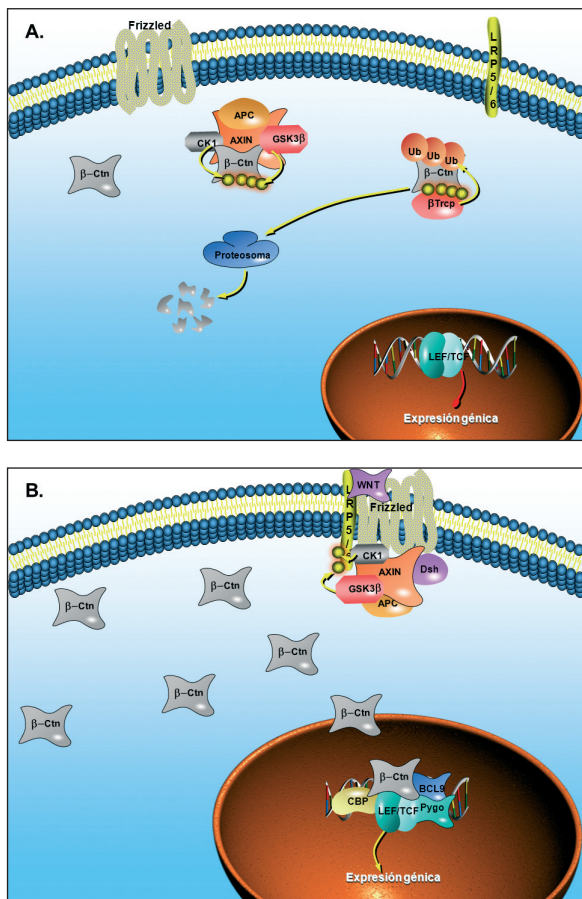 A.
Frizzled
LRP5/6
APC
CK1
AXIN
GSK3β
β-Ctn
β-Ctn
Ub
Ub
Ub
β-Ctn
βTrcp
Proteosoma
LEF/TCF
Expresión génica
B.
WNT
LRP5/
Frizzled
CK1
AXIN
Dsh
GSK3β
APC
β-Ctn
β-Ctn
β-Ctn
β-Ctn
β-Ctn
β-Ctn
β-Ctn
BCL9
CBP
LEF/TCF
Pygo
Expresión génica